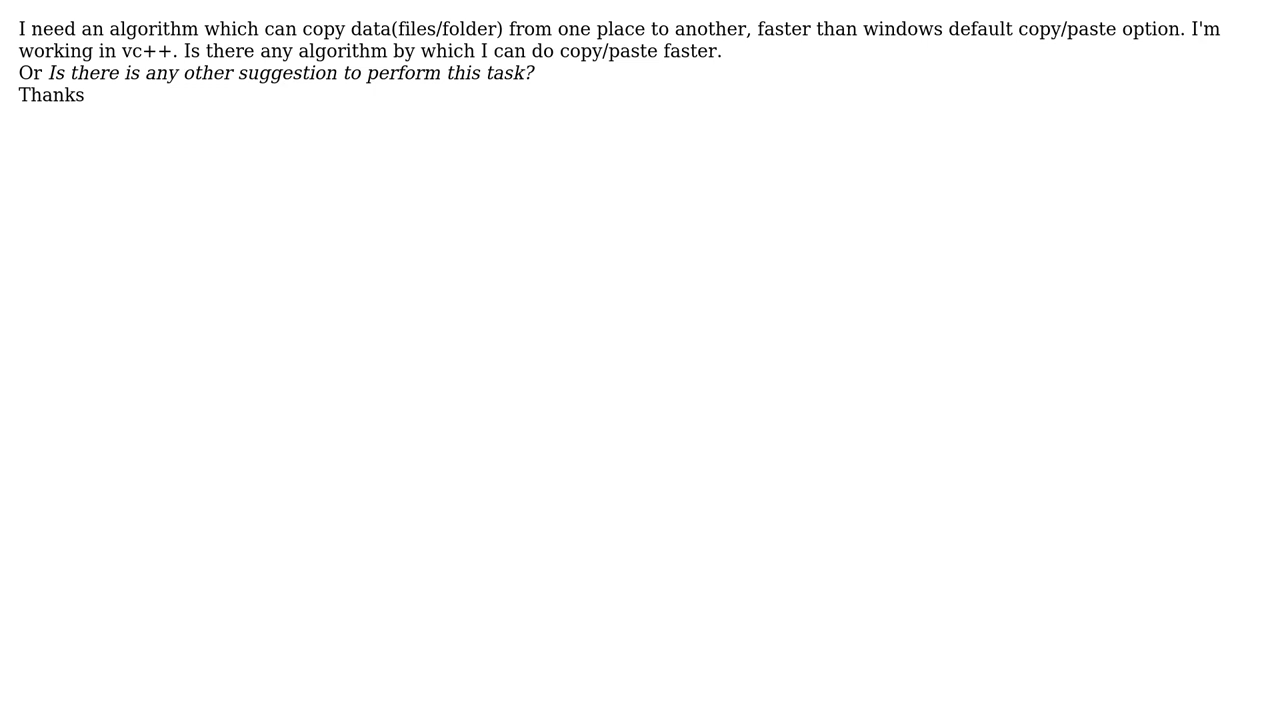 I need an algorithm which can copy data(files/folder) from one place to another, faster than windows default copy/paste option. I'm
working in vc++. Is there any algorithm by which I can do copy/paste faster.
Or Is there is any other suggestion to perform this task?
Thanks